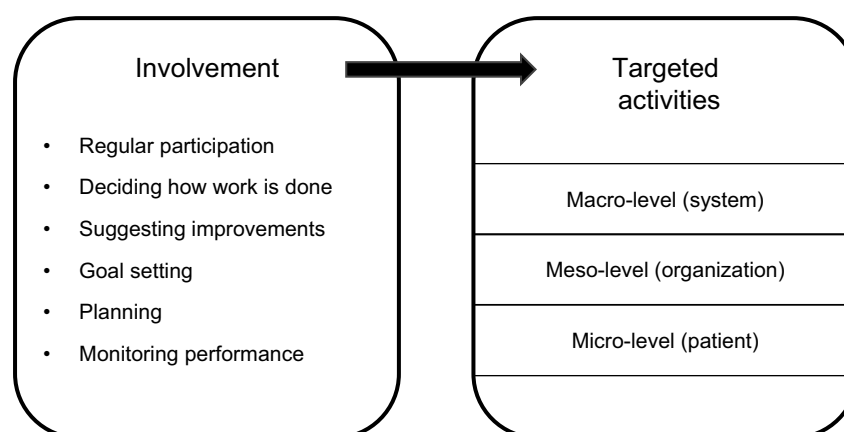 Involvement
• Regular participation
• Deciding how work is done
• Suggesting improvements
• Goal setting
• Planning
• Monitoring performance
Targeted
activities
Macro-level (system)
Meso-level (organization)
Micro-level (patient)